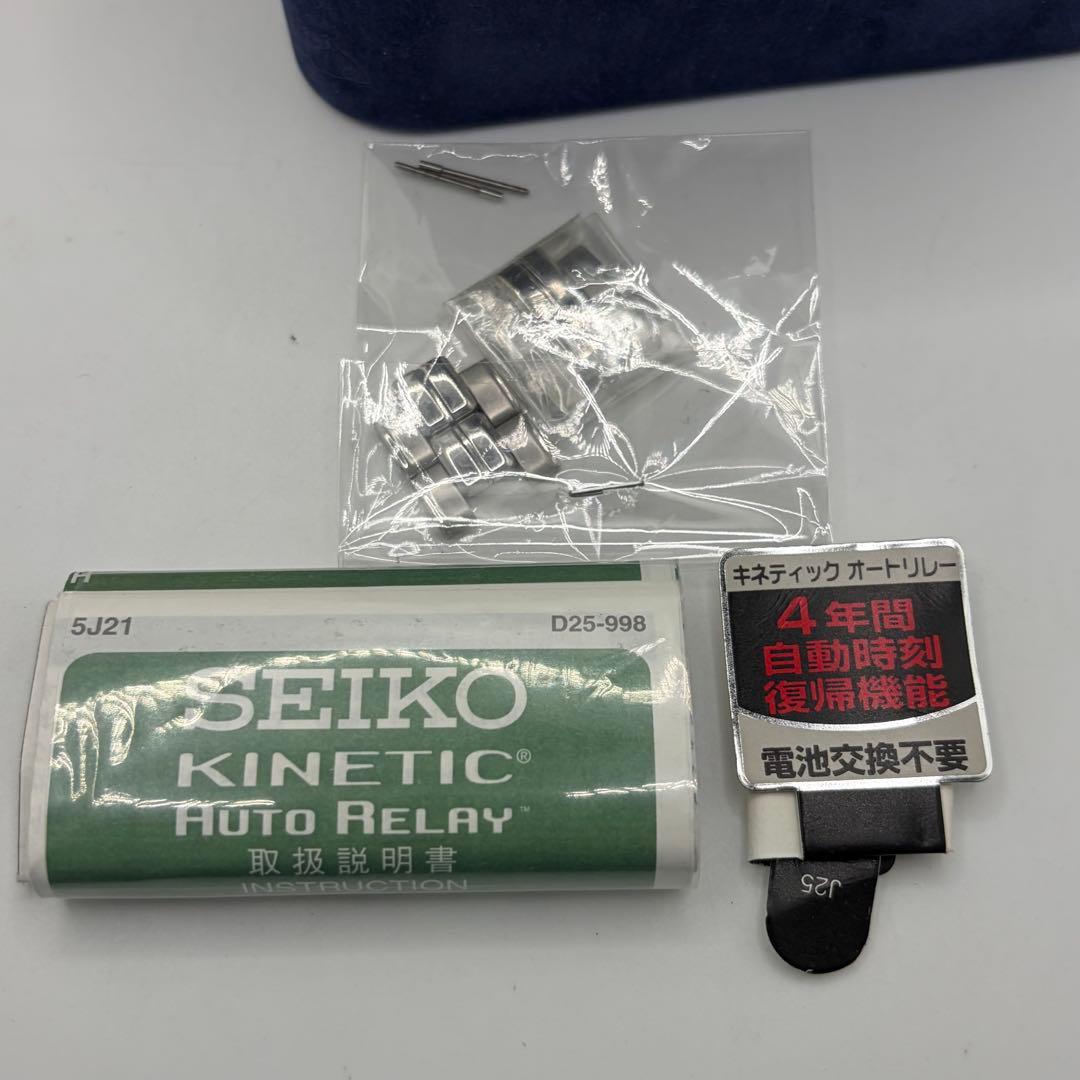 5J21 D25-998
SEIKO
KINETIC®
AUTO RELAY™
取扱説明書
INSTRUCTION
キネティック オートリレー
4年間
自動時刻
復帰機能
電池交換不要
J25